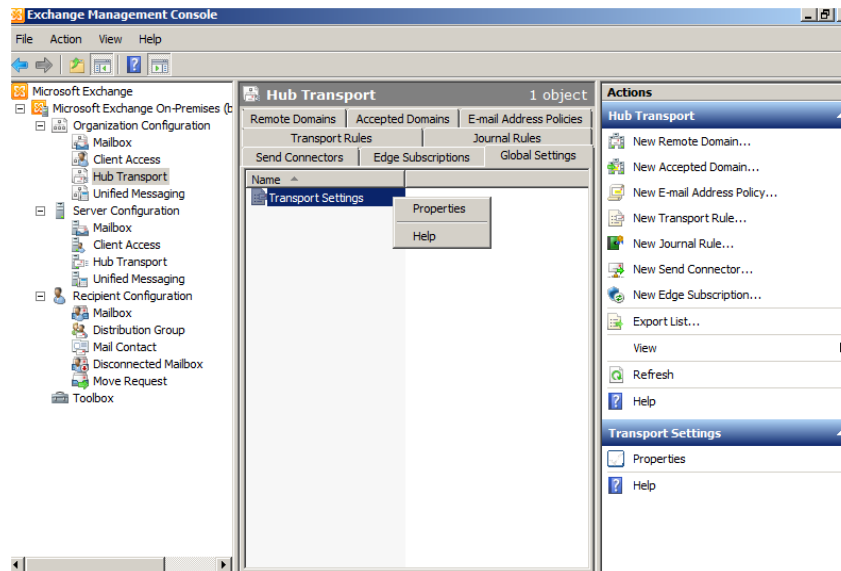 Exchange Management Console
File Action View Help
Microsoft Exchange
Microsoft Exchange On-Premises (b
Organization Configuration
Mailbox
Client Access
Hub Transport
Unified Messaging
Server Configuration
Mailbox
Client Access
Hub Transport
Unified Messaging
Recipient Configuration
Mailbox
Distribution Group
Mail Contact
Disconnected Mailbox
Move Request
Toolbox
Hub Transport 1 object
Remote Domains Accepted Domains E-mail Address Policies
Transport Rules Journal Rules
Send Connectors Edge Subscriptions Global Settings
Name
Transport Settings
Properties
Help
Actions
Hub Transport
New Remote Domain...
New Accepted Domain...
New E-mail Address Policy...
New Transport Rule...
New Journal Rule...
New Send Connector...
New Edge Subscription...
Export List...
View
Refresh
Help
Transport Settings
Properties
Help